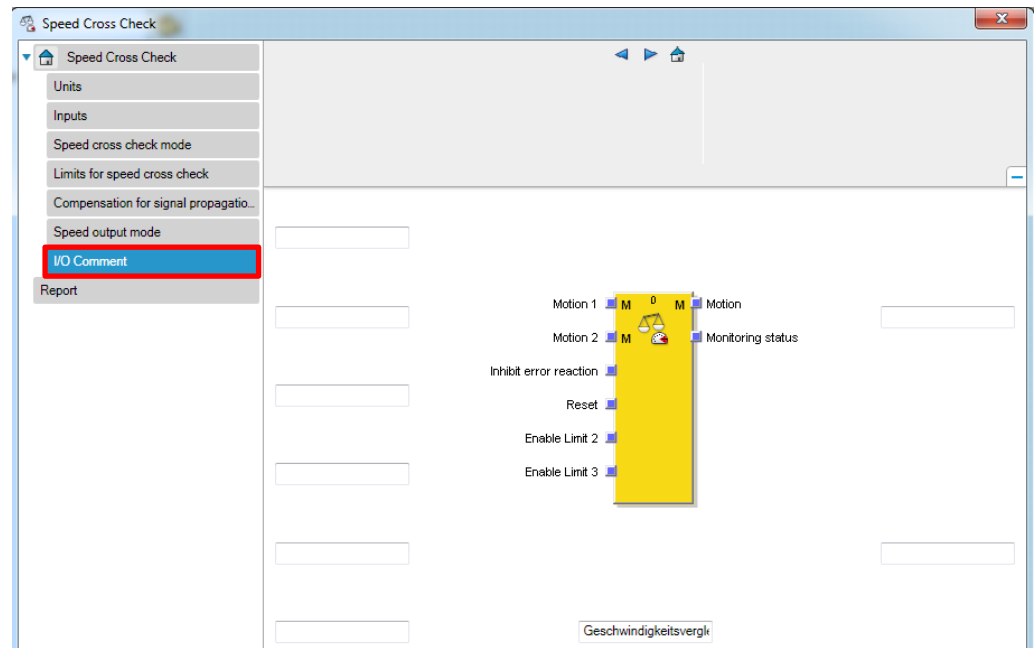 Speed Cross Check
Speed Cross Check
Units
Inputs
Speed cross check mode
Limits for speed cross check
Compensation for signal propagatio...
Speed output mode
I/O Comment
Report
Motion 1 M 0 M Motion
Motion 2 M Monitoring status
Inhibit error reaction
Reset
Enable Limit 2
Enable Limit 3
Geschwindigkeitsvergle